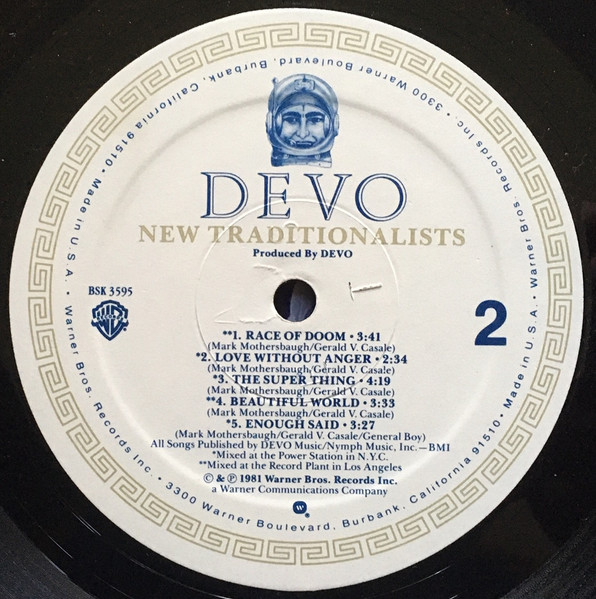 DEVO
NEW TRADITIONALISTS
Produced By DEVO
BSK 3595
2
**1. RACE OF DOOM • 3:41
(Mark Mothersbaugh/Gerald V. Casale)
*2. LOVE WITHOUT ANGER • 2:34
(Mark Mothersbaugh/Gerald V. Casale)
*3. THE SUPER THING • 4:19
(Mark Mothersbaugh/Gerald V. Casale)
**4. BEAUTIFUL WORLD • 3:33
(Mark Mothersbaugh/Gerald V. Casale)
*5. ENOUGH SAID • 3:27
(Mark Mothersbaugh/Gerald V. Casale/General Boy)
All Songs Published by DEVO Music/Nymph Music, Inc.—BMI
*Mixed at the Power Station in N.Y.C.
**Mixed at the Record Plant in Los Angeles
© & ℗ 1981 Warner Bros. Records Inc.
a Warner Communications Company
W
Warner Bros. Records Inc. • 3300 Warner Boulevard, Burbank, California 91510 • Made in U.S.A. • Warner Bros. Records Inc. • 3300 Warner Boulevard, Burbank, California 91510 • Made in U.S.A. •